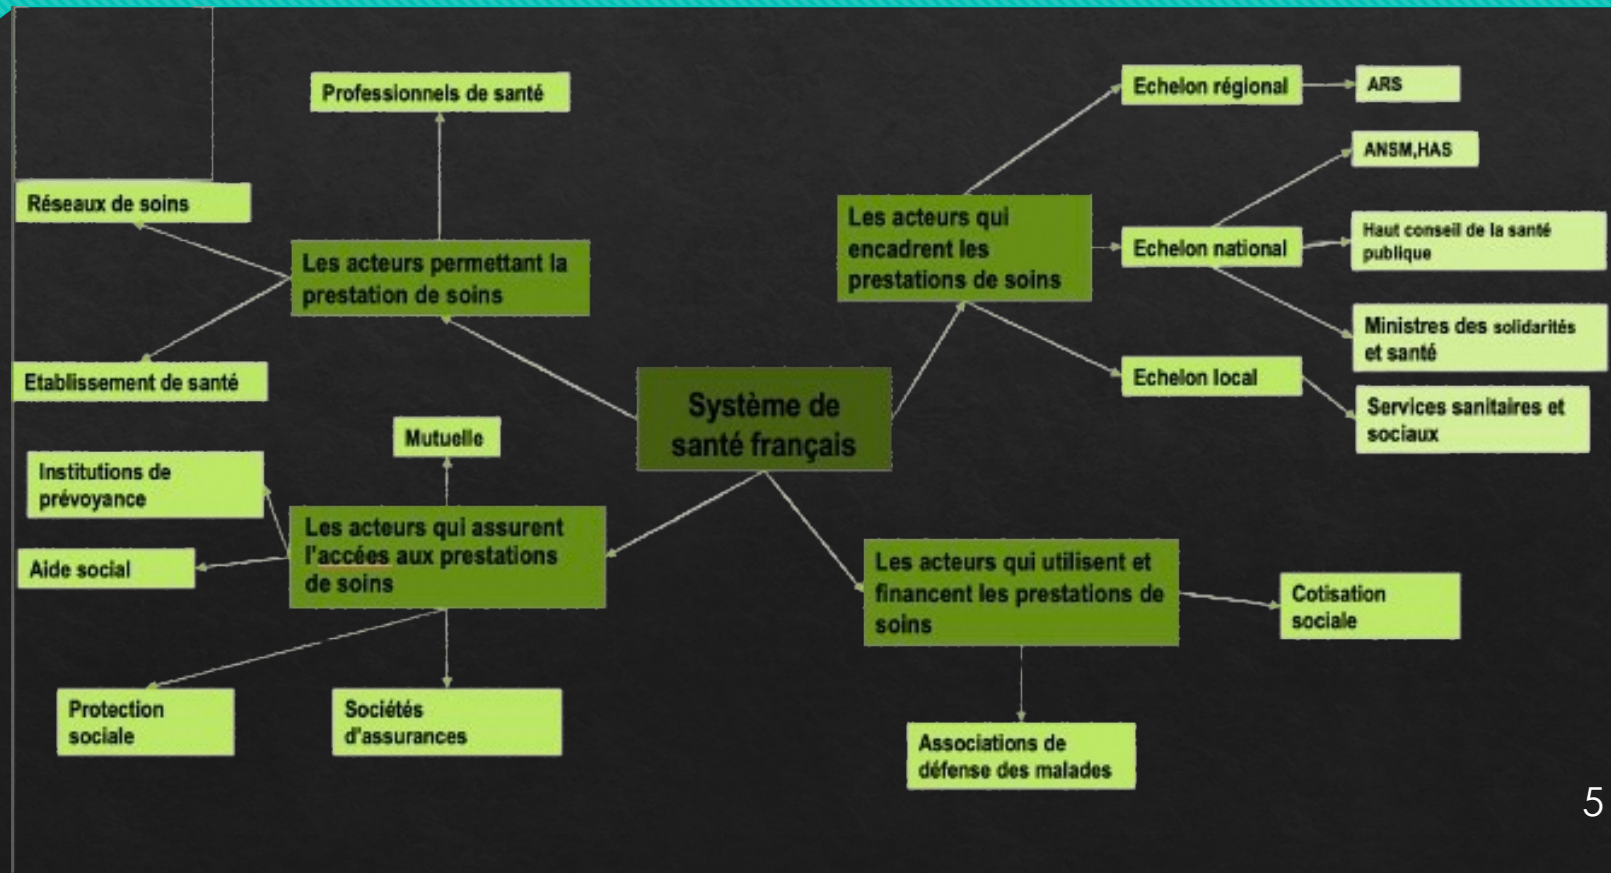 Professionnels de santé
Réseaux de soins
Les acteurs permettant la
prestation de soins
Etablissement de santé
Système de
santé français
Mutuelle
Institutions de
prévoyance
Les acteurs qui assurent
l'accées aux prestations
de soins
Aide social
Protection
sociale
Sociétés
d'assurances
Echelon régional
ARS
ANSM,HAS
Les acteurs qui
encadrent les
prestations de soins
Echelon national
Haut conseil de la santé
publique
Ministres des solidarités
et santé
Echelon local
Services sanitaires et
sociaux
Les acteurs qui utilisent et
financent les prestations de
soins
Cotisation
sociale
Associations de
défense des malades
5